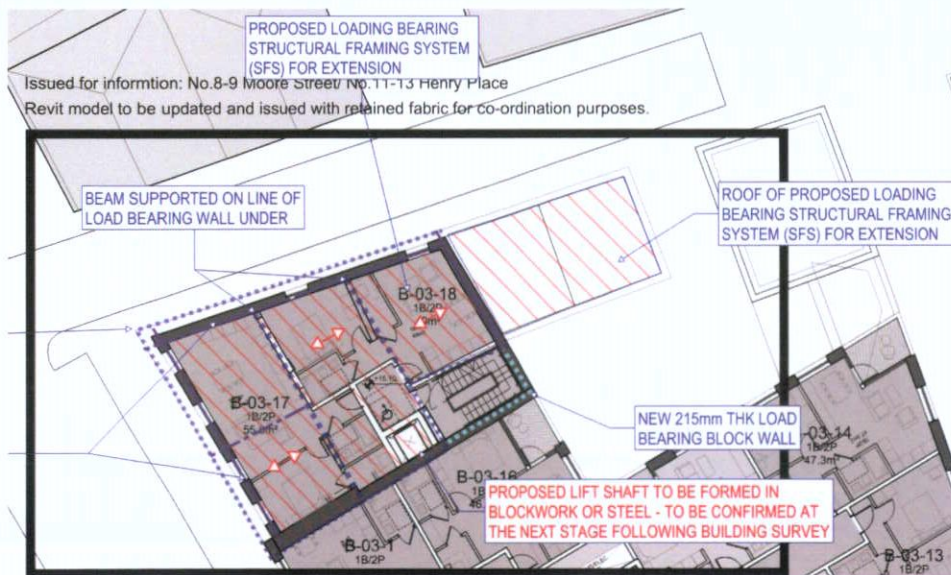 PROPOSED LOADING BEARING
STRUCTURAL FRAMING SYSTEM
(SFS) FOR EXTENSION
Issued for informtion: No.8-9 Moore Street/ No.11-13 Henry Place
Revit model to be updated and issued with retained fabric for co-ordination purposes.
BEAM SUPPORTED ON LINE OF
LOAD BEARING WALL UNDER
ROOF OF PROPOSED LOADING
BEARING STRUCTURAL FRAMING
SYSTEM (SFS) FOR EXTENSION
B-03-18
1B/2P
B-03-17
1B/2P
NEW 215mm THK LOAD
BEARING BLOCK WALL
-03-14
1B/2P
47.3m²
B-03-16
PROPOSED LIFT SHAFT TO BE FORMED IN
BLOCKWORK OR STEEL - TO BE CONFIRMED AT
THE NEXT STAGE FOLLOWING BUILDING SURVEY
B-03-1
1B/2P
B-03-13
1B/2P